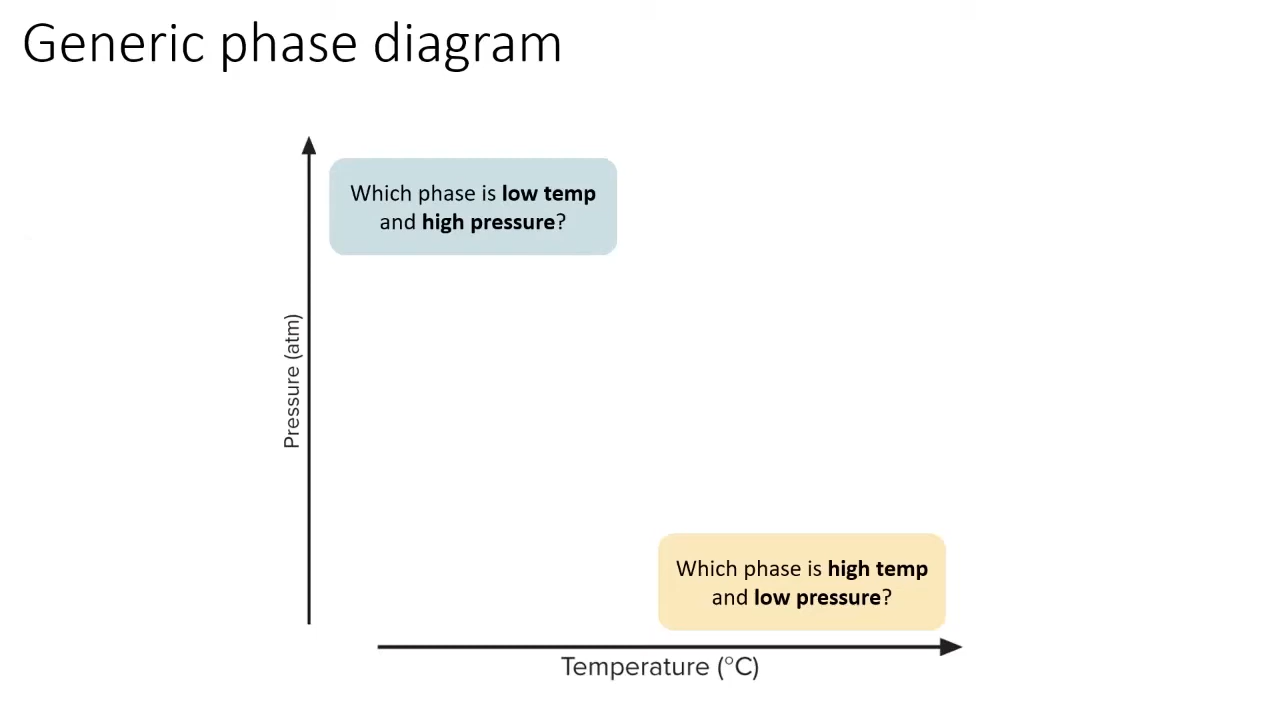 Generic phase diagram
Which phase is low temp
and high pressure?
Pressure (atm)
Which phase is high temp
and low pressure?
Temperature (°C)